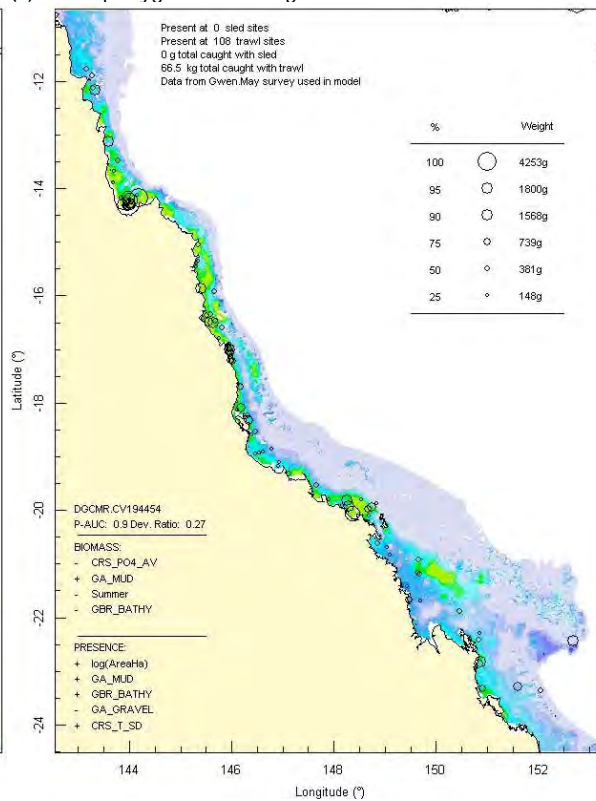 Present at 0 sled sites
Present at 108 trawl sites
0 g total caught with sled
66.5 kg total caught with trawl
Data from Gwen.May survey used in model
% Weight
100 4253g
95 1800g
90 1568g
75 739g
50 381g
25 148g
-12
-14
-16
-18
-20
-22
-24
Latitude (°)
DGCMR.CV194454
P-AUC: 0.9 Dev. Ratio: 0.27
BIOMASS:
- CRS_PO4_AV
+ GA_MUD
- Summer
- GBR_BATHY
PRESENCE:
+ log(AreaHa)
+ GA_MUD
+ GBR_BATHY
- GA_GRAVEL
+ CRS_T_SD
144 146 148 150 152
Longitude (°)